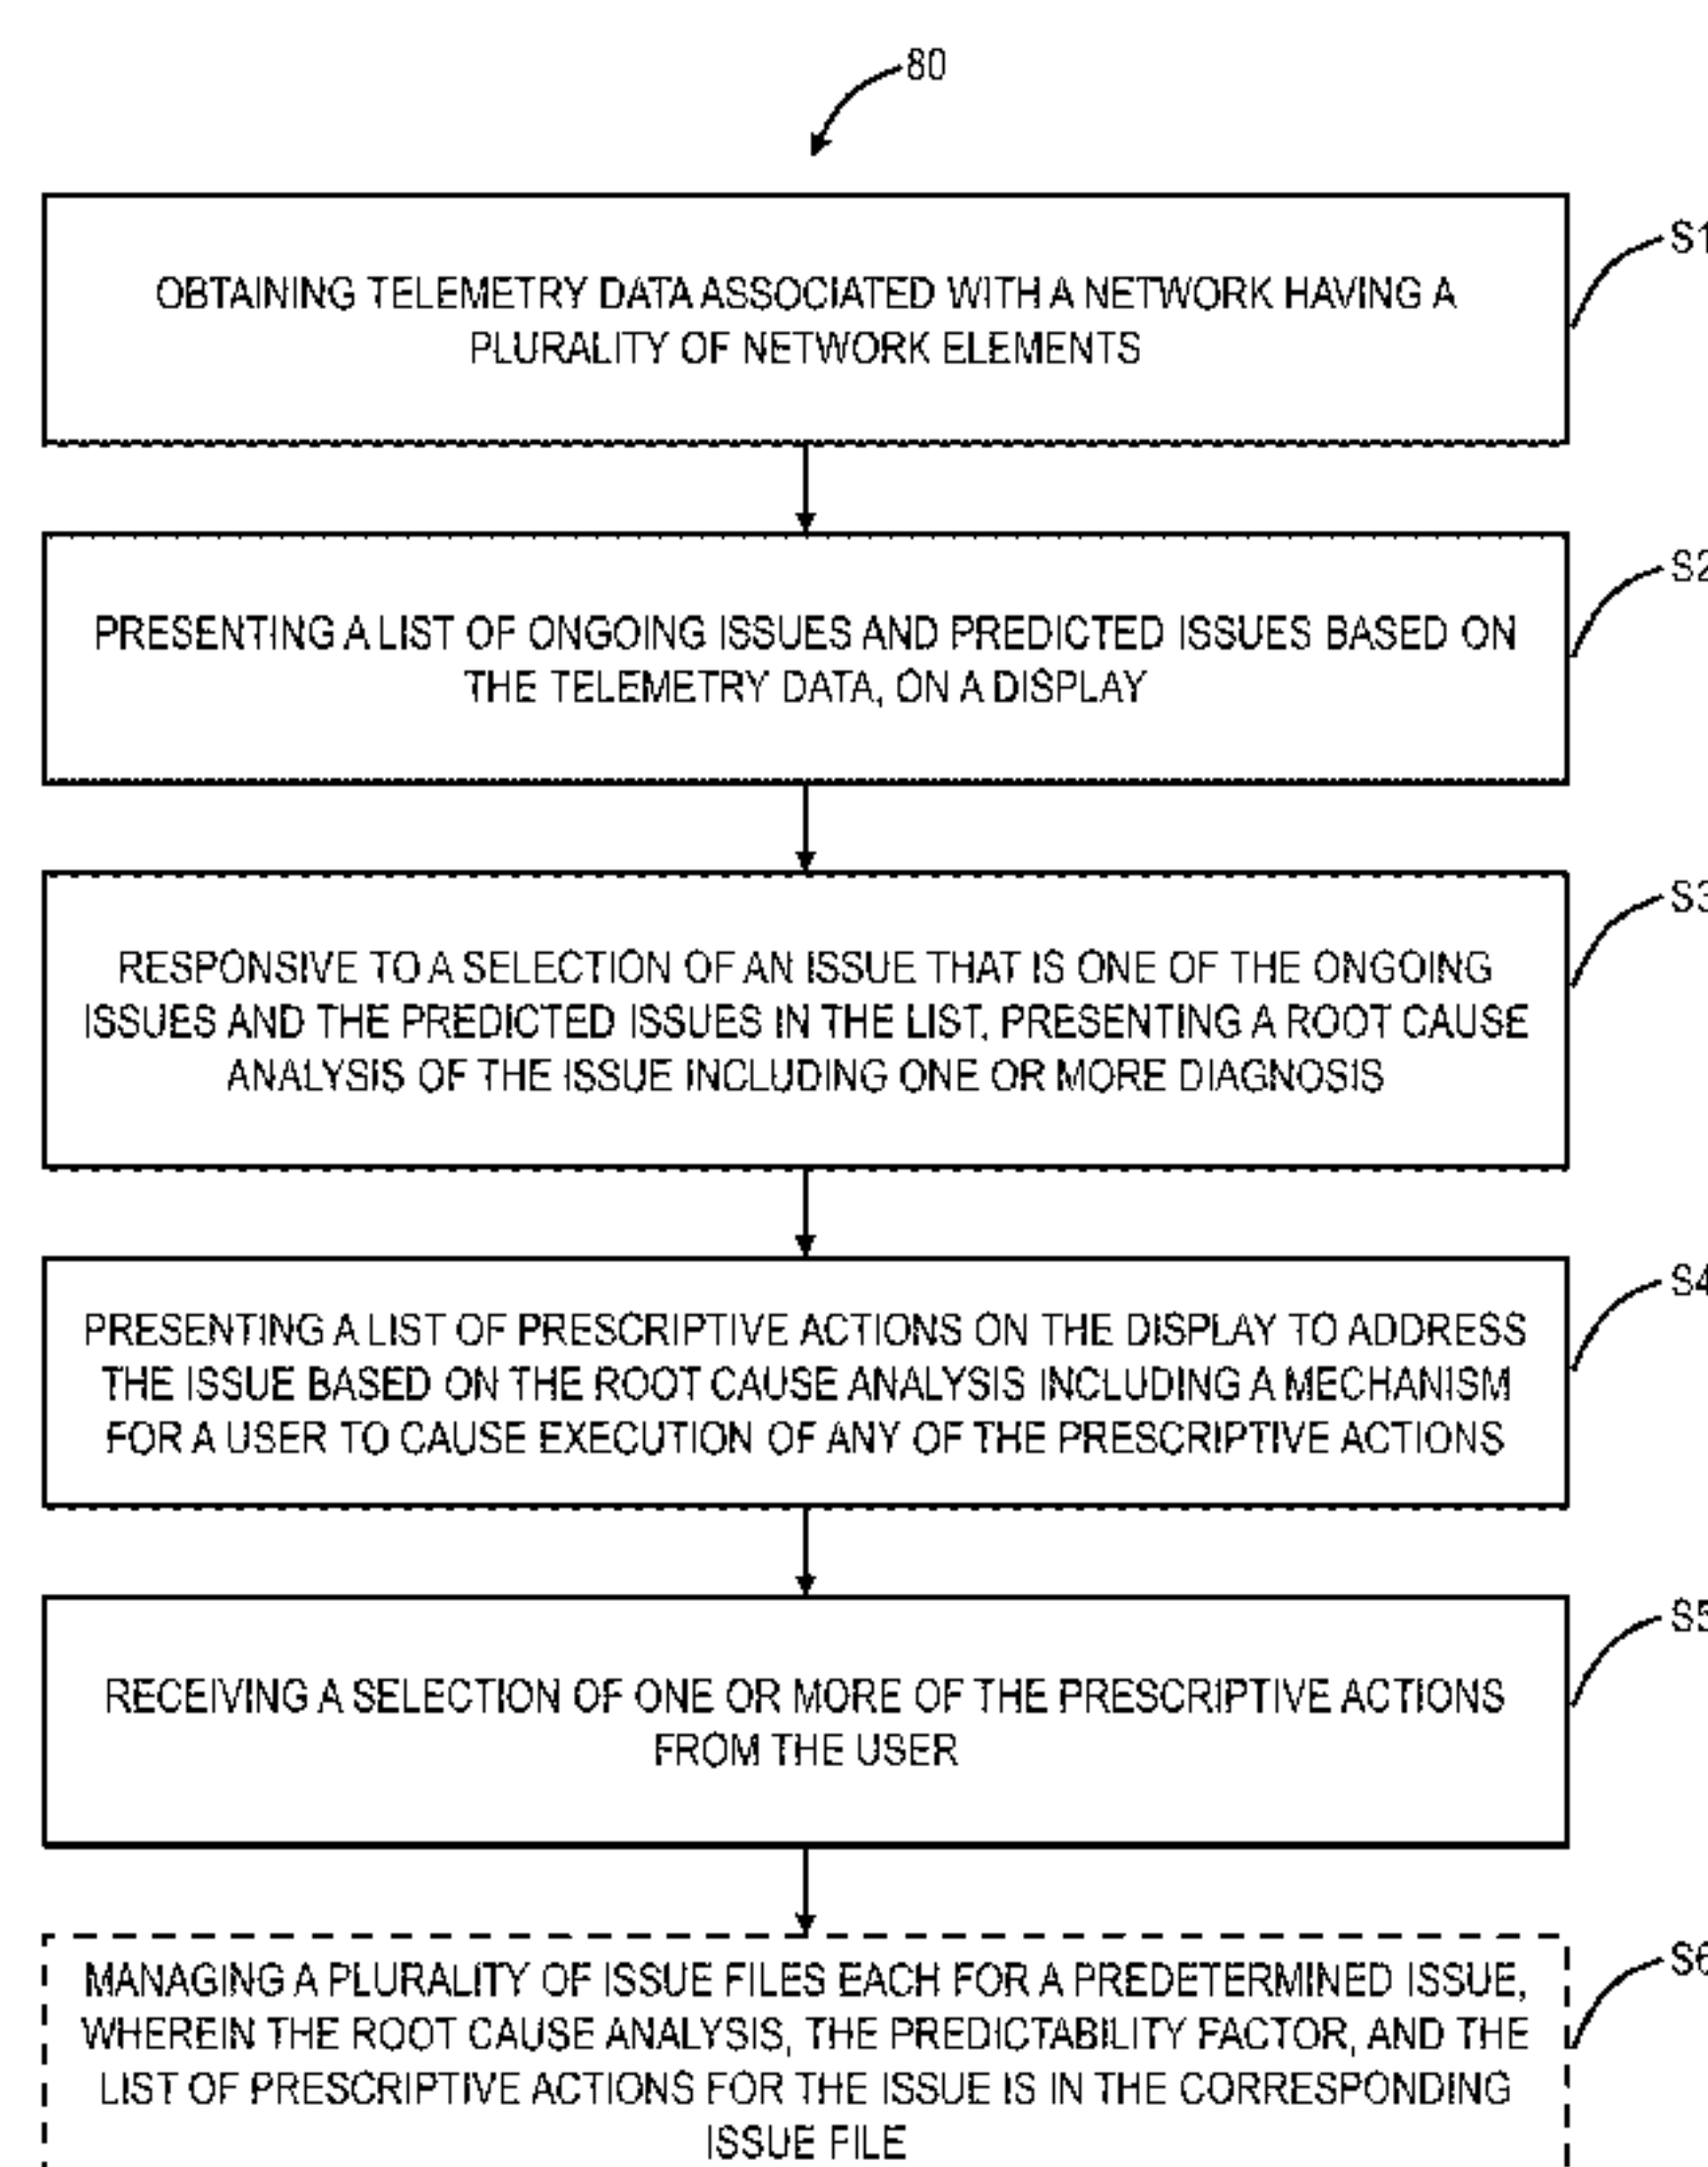 80
S1
OBTAINING TELEMETRY DATA ASSOCIATED WITH A NETWORK HAVING A
PLURALITY OF NETWORK ELEMENTS
S2
PRESENTING A LIST OF ONGOING ISSUES AND PREDICTED ISSUES BASED ON
THE TELEMETRY DATA, ON A DISPLAY
S3
RESPONSIVE TO A SELECTION OF AN ISSUE THAT IS ONE OF THE ONGOING
ISSUES AND THE PREDICTED ISSUES IN THE LIST, PRESENTING A ROOT CAUSE
ANALYSIS OF THE ISSUE INCLUDING ONE OR MORE DIAGNOSIS
S4
PRESENTING A LIST OF PRESCRIPTIVE ACTIONS ON THE DISPLAY TO ADDRESS
THE ISSUE BASED ON THE ROOT CAUSE ANALYSIS INCLUDING A MECHANISM
FOR A USER TO CAUSE EXECUTION OF ANY OF THE PRESCRIPTIVE ACTIONS
S5
RECEIVING A SELECTION OF ONE OR MORE OF THE PRESCRIPTIVE ACTIONS
FROM THE USER
S6
MANAGING A PLURALITY OF ISSUE FILES EACH FOR A PREDETERMINED ISSUE,
WHEREIN THE ROOT CAUSE ANALYSIS, THE PREDICTABILITY FACTOR, AND THE
LIST OF PRESCRIPTIVE ACTIONS FOR THE ISSUE IS IN THE CORRESPONDING
ISSUE FILE